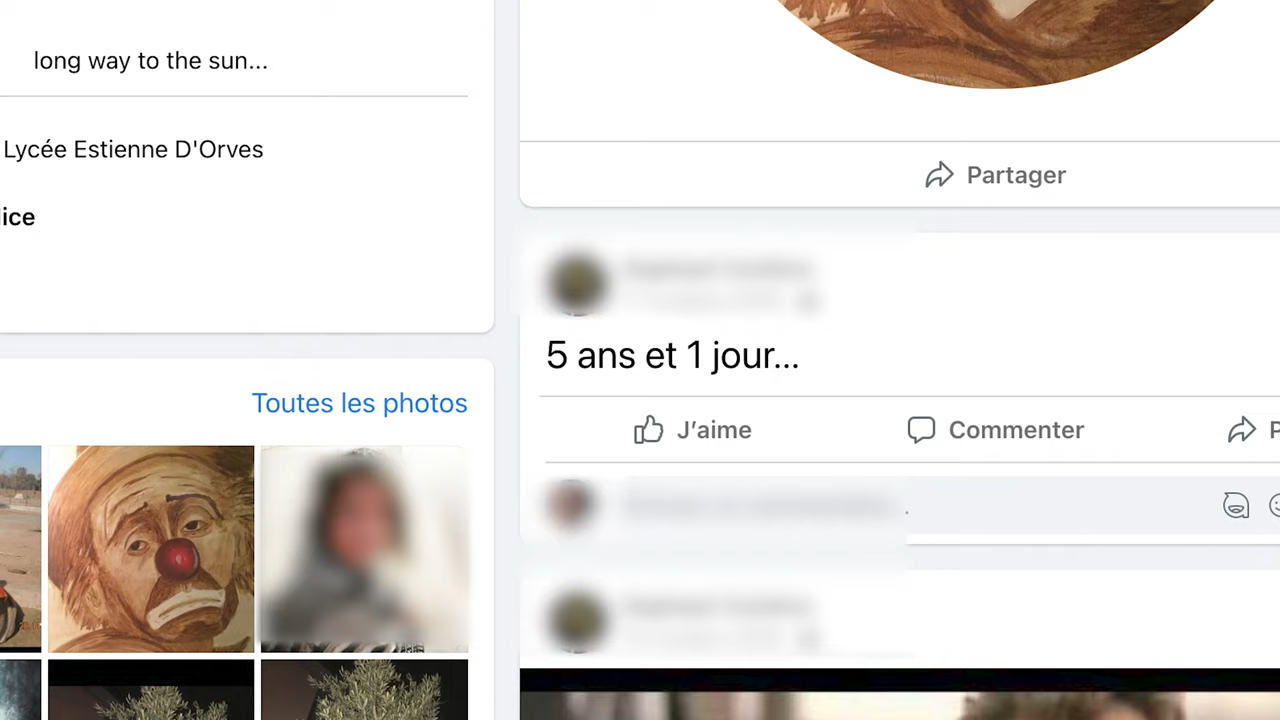 long way to the sun...
Lycée Estienne D'Orves
lice
Toutes les photos
Partager
5 ans et 1 jour...
J'aime
Commenter
P